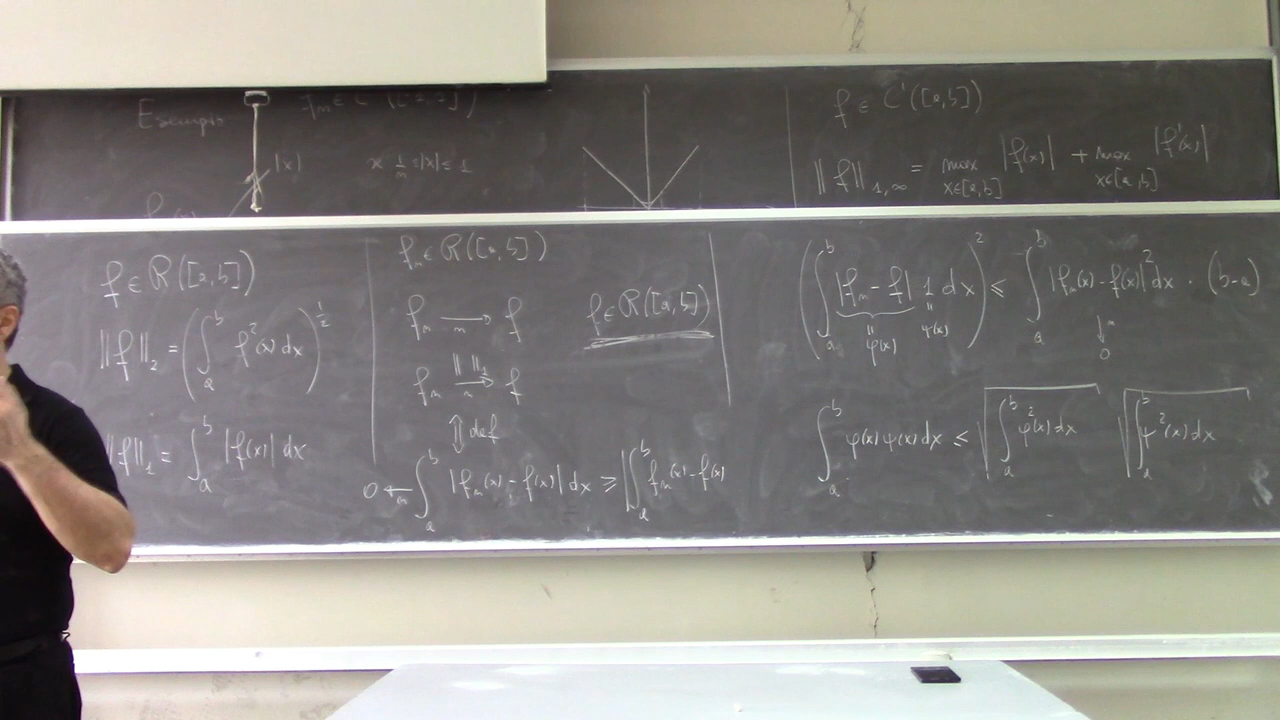 Esempio
|x|
x 1/m ≤ |x| ≤ 1
f ∈ C¹([a,b])
‖f‖₁,∞ = max x∈[a,b] |f(x)| + max x∈[a,b] |f'(x)|
f ∈ R([a,b])
‖f‖₂ = (∫ₐᵇ f²(x) dx)^½
‖f‖₁ = ∫ₐᵇ |f(x)| dx
fₙ ∈ R([a,b])
fₙ →ₙ f f ∈ R([a,b])
fₙ →ₙ^‖ ‖₁ f
⇕ def
0 ←ₙ ∫ₐᵇ |fₙ(x) - f(x)| dx ≥ |∫ₐᵇ fₙ(x) - f(x)
(∫ₐᵇ |fₙ - f| 1 dx)² ≤ ∫ₐᵇ |fₙ(x) - f(x)|² dx · (b-a)
" "
φ(x) ψ(x) ↓ⁿ
0
∫ₐᵇ φ(x) ψ(x) dx ≤ √∫ₐᵇ φ²(x) dx √∫ₐᵇ ψ²(x) dx